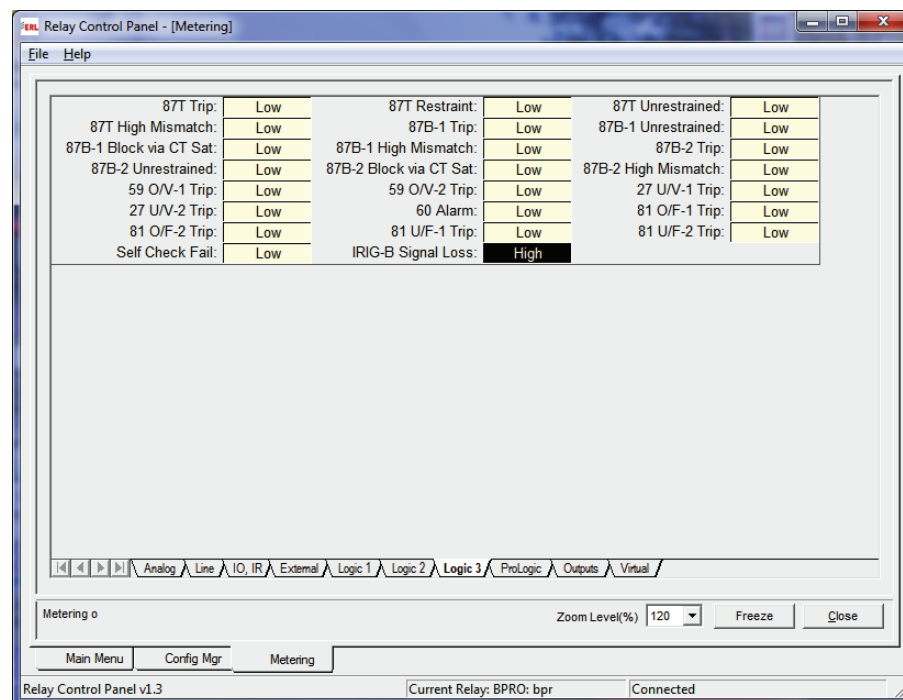 ERL Relay Control Panel - [Metering]
File Help
87T Trip: Low 87T Restraint: Low 87T Unrestrained: Low
87T High Mismatch: Low 87B-1 Trip: Low 87B-1 Unrestrained: Low
87B-1 Block via CT Sat: Low 87B-1 High Mismatch: Low 87B-2 Trip: Low
87B-2 Unrestrained: Low 87B-2 Block via CT Sat: Low 87B-2 High Mismatch: Low
59 O/V-1 Trip: Low 59 O/V-2 Trip: Low 27 U/V-1 Trip: Low
27 U/V-2 Trip: Low 60 Alarm: Low 81 O/F-1 Trip: Low
81 O/F-2 Trip: Low 81 U/F-1 Trip: Low 81 U/F-2 Trip: Low
Self Check Fail: Low IRIG-B Signal Loss: High
Analog Line IO, IR External Logic 1 Logic 2 Logic 3 ProLogic Outputs Virtual
Metering o Zoom Level(%) 120 Freeze Close
Main Menu Config Mgr Metering
Relay Control Panel v1.3 Current Relay: BPRO: bpr Connected